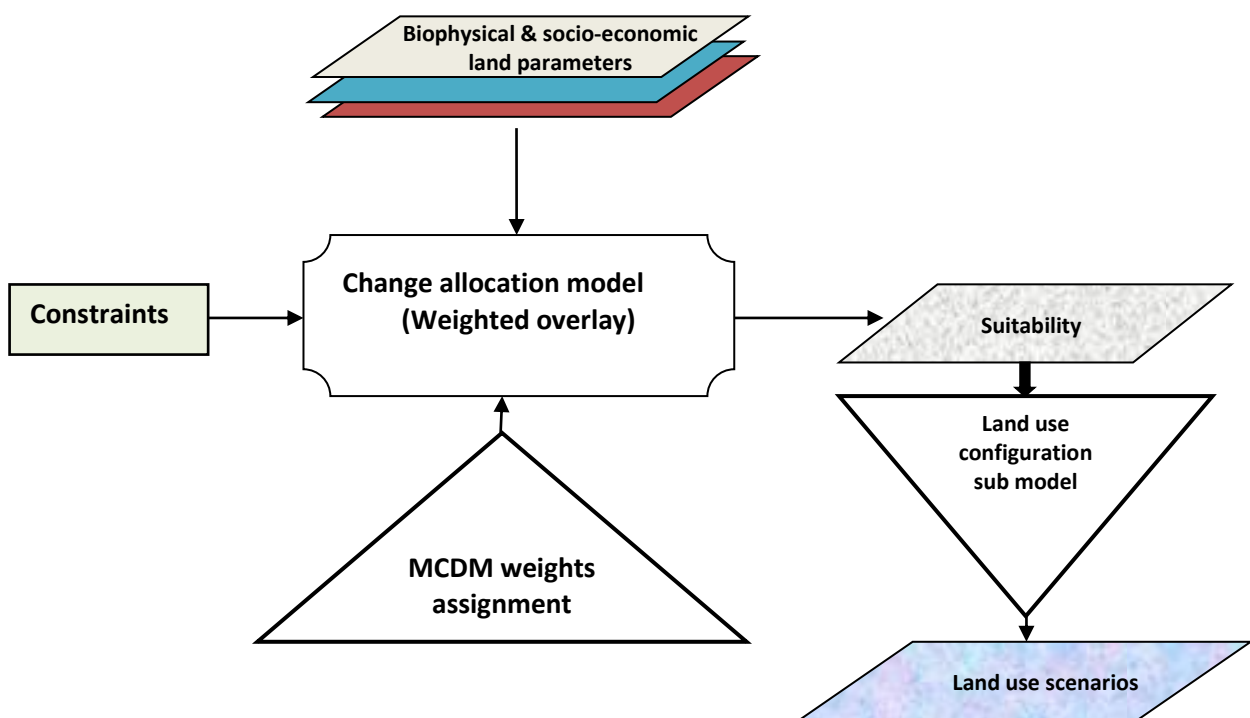 Biophysical & socio-economic
land parameters
Change allocation model
(Weighted overlay)
Constraints
Suitability
Land use
configuration
sub model
MCDM weights
assignment
Land use scenarios